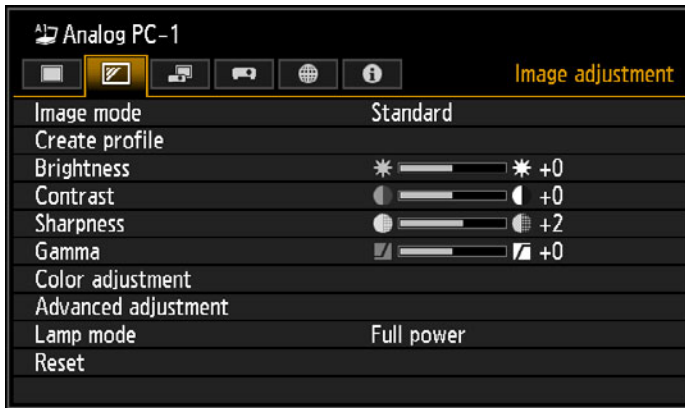 Analog PC-1
Image adjustment
Image mode Standard
Create profile
Brightness +0
Contrast +0
Sharpness +2
Gamma +0
Color adjustment
Advanced adjustment
Lamp mode Full power
Reset